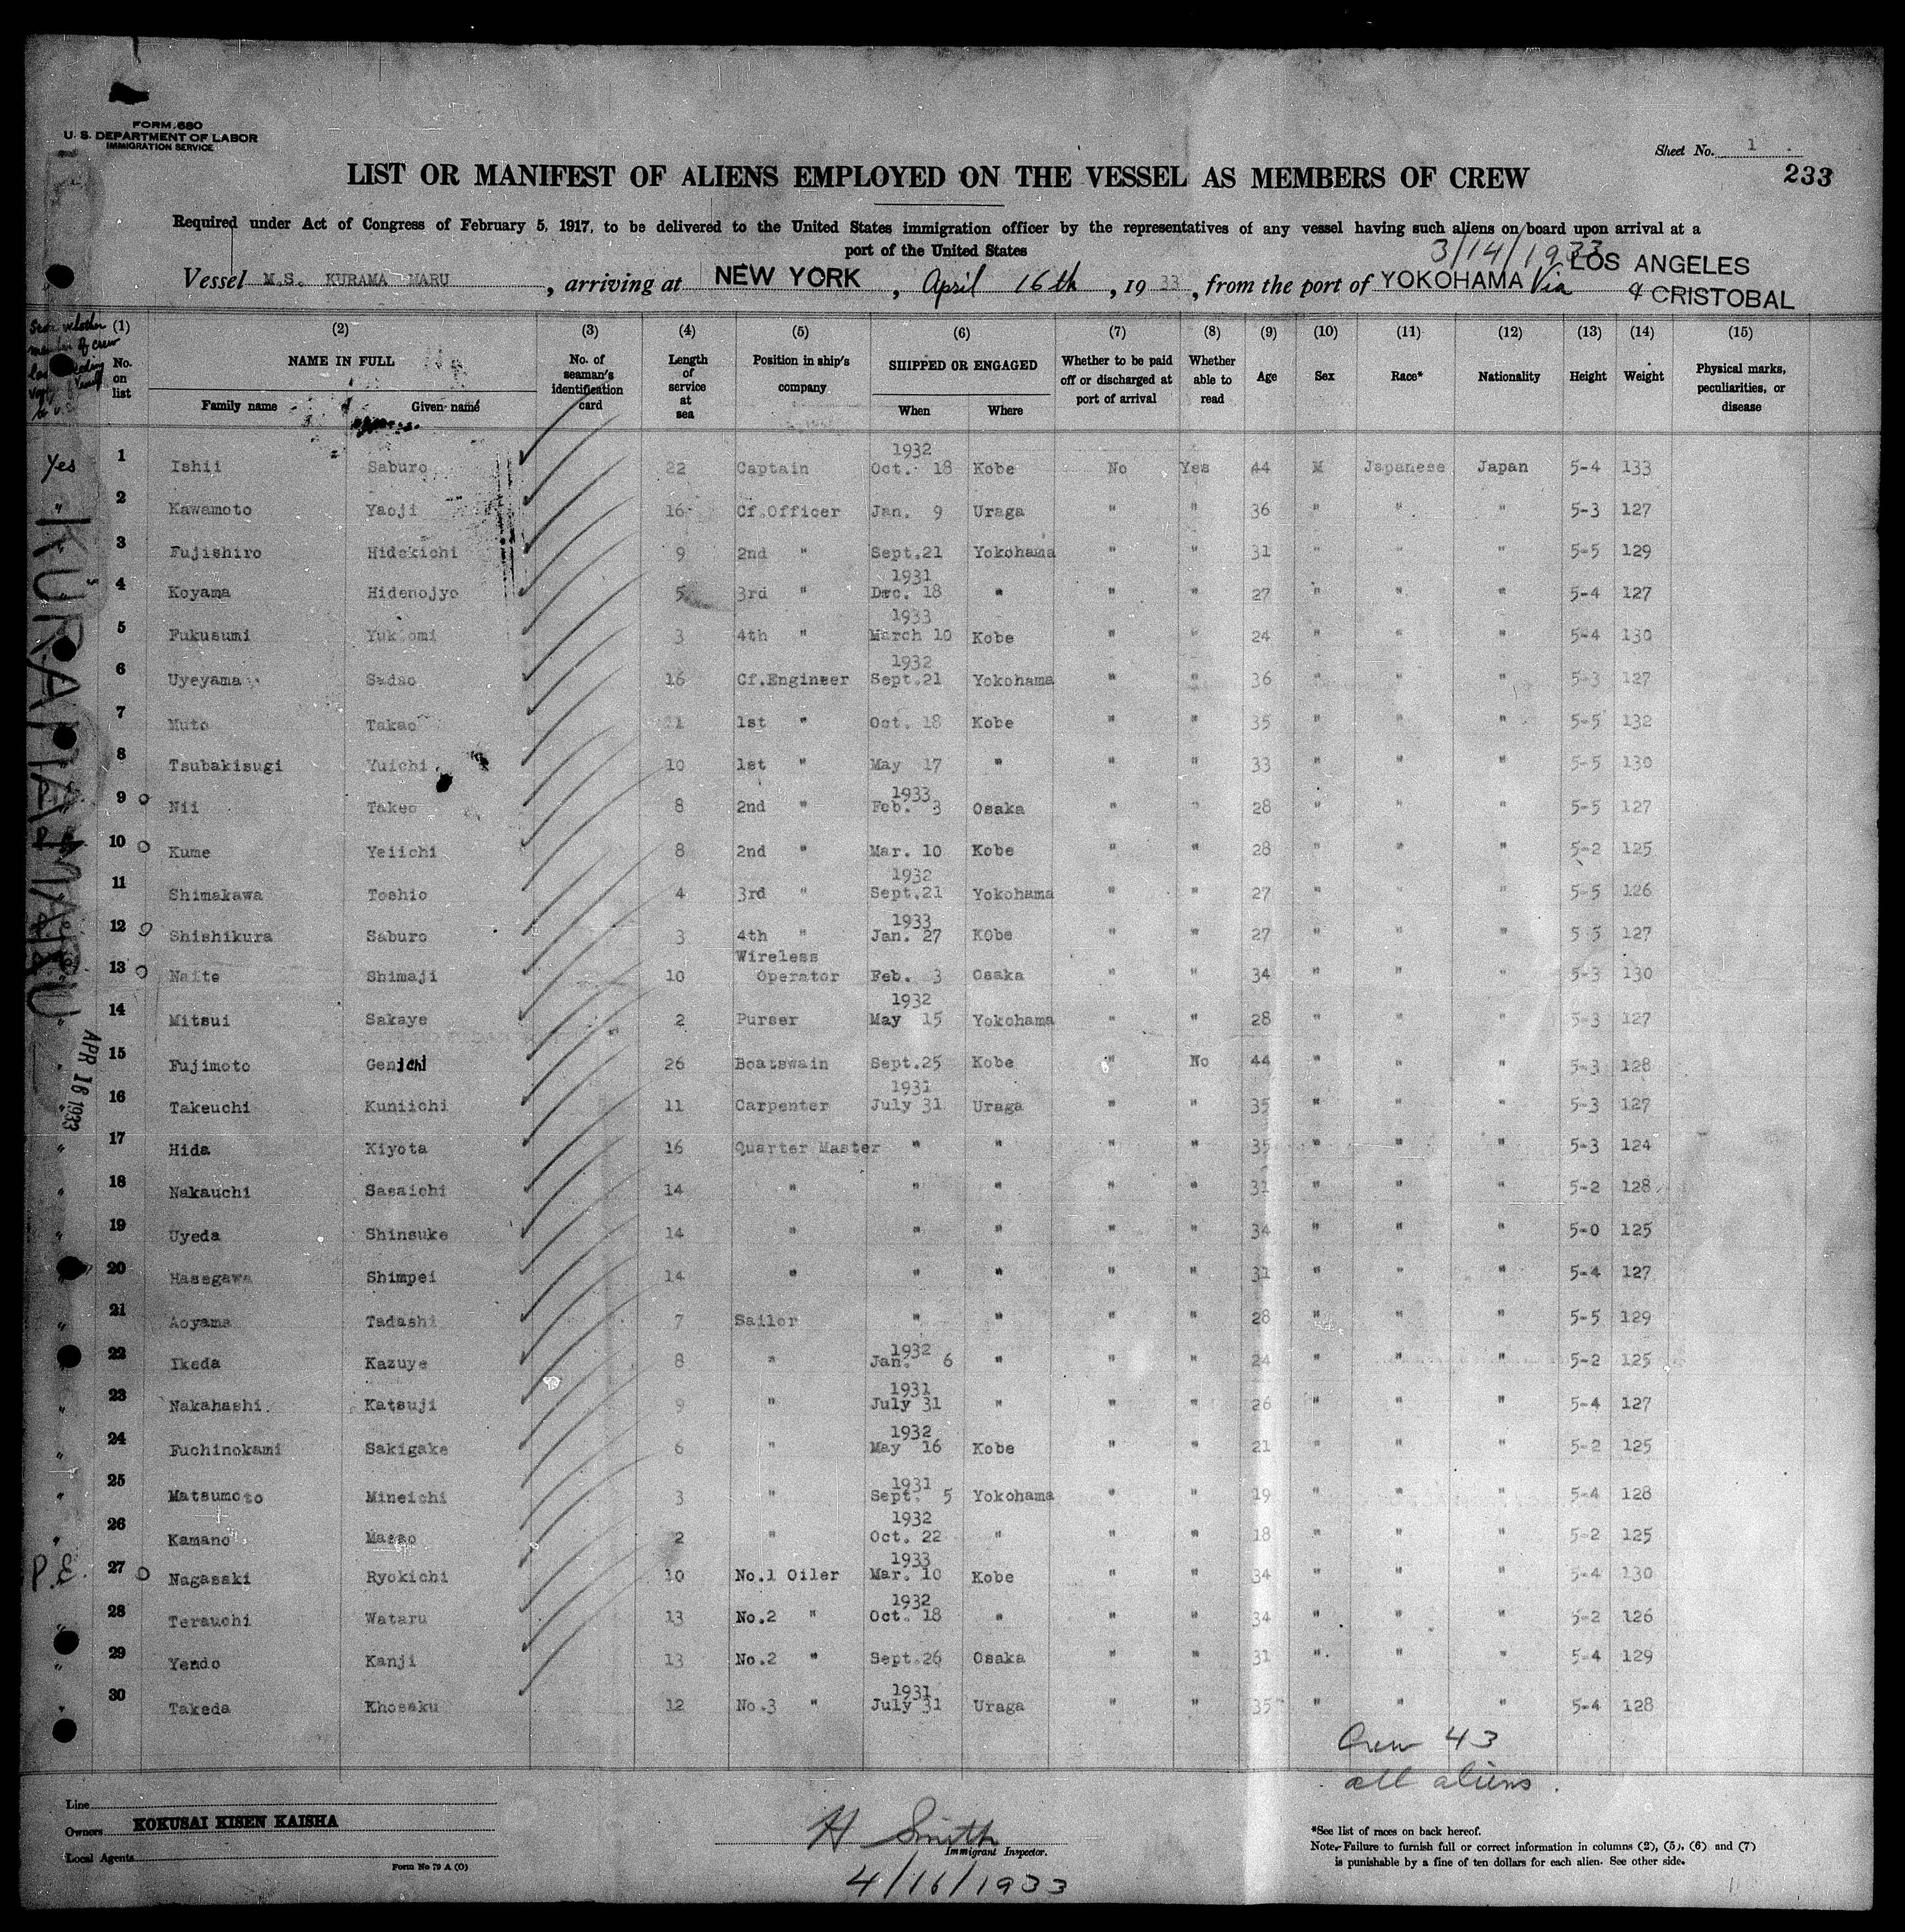 FORM 680
U. S. DEPARTMENT OF LABOR
IMMIGRATION SERVICE
Sheet No. 1
233
LIST OR MANIFEST OF ALIENS EMPLOYED ON THE VESSEL AS MEMBERS OF CREW
Required under Act of Congress of February 5, 1917, to be delivered to the United States immigration officer by the representatives of any vessel having such aliens on board upon arrival at a
port of the United States
3/14/1933
Vessel M.S. KURAMA MARU, arriving at NEW YORK, April 16th, 1933, from the port of YOKOHAMA Via LOS ANGELES
& CRISTOBAL
(1) (2) (3) (4) (5) (6) (7) (8) (9) (10) (11) (12) (13) (14) (15)
No. on list
NAME IN FULL
Family name Given name
No. of seaman's identification card
Length of service at sea
Position in ship's company
SHIPPED OR ENGAGED
When Where
Whether to be paid off or discharged at port of arrival
Whether able to read
Age
Sex
Race*
Nationality
Height
Weight
Physical marks, peculiarities, or disease
KURAMA MARU
APR 16 1933
1932
Yes 1 Ishii Saburo 22 Captain Oct. 18 Kobe No Yes 44 M Japanese Japan 5-4 133
" 2 Kawamoto Yaoji 16 Cf.Officer Jan. 9 Uraga " " 36 " " " 5-3 127
3 Fujishiro Hidekichi 9 2nd " Sept.21 Yokohama " " 31 " " " 5-5 129
1931
4 Koyama Hidenojyo 5 3rd " Dec. 18 " " " 27 " " " 5-4 127
1933
5 Fukusumi 3 4th " March 10 Kobe " " 24 " " " 5-4 130
1932
6 Uyeyama Sadao 16 Cf.Engineer Sept.21 Yokohama " " 36 " " " 5-3 127
7 Muto Takao 1st " Oct. 18 Kobe " " 35 " " " 5-5 132
8 Tsubakisugi Yuichi 10 1st " May 17 " " " 33 " " " 5-5 130
1933
9 Nii Takeo 8 2nd " Feb. 3 Osaka " " 28 " " " 5-5 127
10 Kume Yeiichi 8 2nd " Mar. 10 Kobe " " 28 " " " 5-2 125
1932
11 Shimakawa Toshio 4 3rd " Sept.21 Yokohama " " 27 " " " 5-5 126
1933
12 Shishikura Saburo 3 4th " Jan. 27 KObe " " 27 " " " 5 5 127
Wireless
13 Naito Shimaji 10 Operator Feb. 3 Osaka " " 34 " " " 5-3 130
1932
" 14 Mitsui Sakaye 2 Purser May 15 Yokohama " " 28 " " " 5-3 127
" 15 Fujimoto Genichi 26 Boatswain Sept.25 Kobe " No 44 " " " 5-3 128
1931
" 16 Takeuchi Kuniichi 11 Carpenter July 31 Uraga " " 35 " " " 5-3 127
" 17 Hida Kiyota 16 Quarter Master " " " " 35 " " " 5-3 124
" 18 Nakauchi Sasaichi 14 " " " " " 31 " " " 5-2 128
" 19 Uyeda Shinsuke 14 " " " " " 34 " " " 5-0 125
20 Hasegawa Shimpei 14 " " " " " 31 " " " 5-4 127
" 21 Aoyama Tadashi 7 Sailor " " " " 28 " " " 5-5 129
1932
22 Ikeda Kazuye 8 " Jan. 6 " " " 24 " " " 5-2 125
1931
" 23 Nakahashi Katsuji 9 " July 31 " " " 26 " " " 5-4 127
1932
" 24 Fuchinokami Sakigake 6 " May 16 Kobe " " 21 " " " 5-2 125
1931
" 25 Matsumoto Mineichi 3 " Sept. 5 Yokohama " " 19 " " " 5-4 128
1932
" 26 Kamano Masao 2 " Oct. 22 " " " 18 " " " 5-2 125
1933
27 Nagasaki Ryokichi 10 No.1 Oiler Mar. 10 Kobe " " 34 " " " 5-4 130
1932
" 28 Terauchi Wataru 13 No.2 " Oct. 18 " " " 34 " " " 5-2 126
" 29 Yendo Kanji 13 No.2 " Sept.26 Osaka " " 31 " " " 5-4 129
1931
" 30 Takeda Khosaku 12 No.3 " July 31 Uraga " " 35 " " " 5-4 128
Crew 43
all aliens.
Line
Owners KOKUSAI KISEN KAISHA
Local Agents
Form No 79 A (O)
H Smith
Immigrant Inspector.
4/16/1933
*See list of races on back hereof.
Note.- Failure to furnish full or correct information in columns (2), (5), (6) and (7)
is punishable by a fine of ten dollars for each alien. See other side.